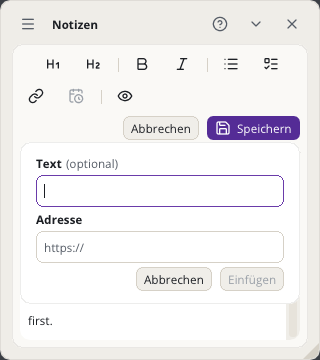 Notizen
H1 H2 B I
Abbrechen Speichern
Text (optional)
Adresse
https://
Abbrechen Einfügen
first.